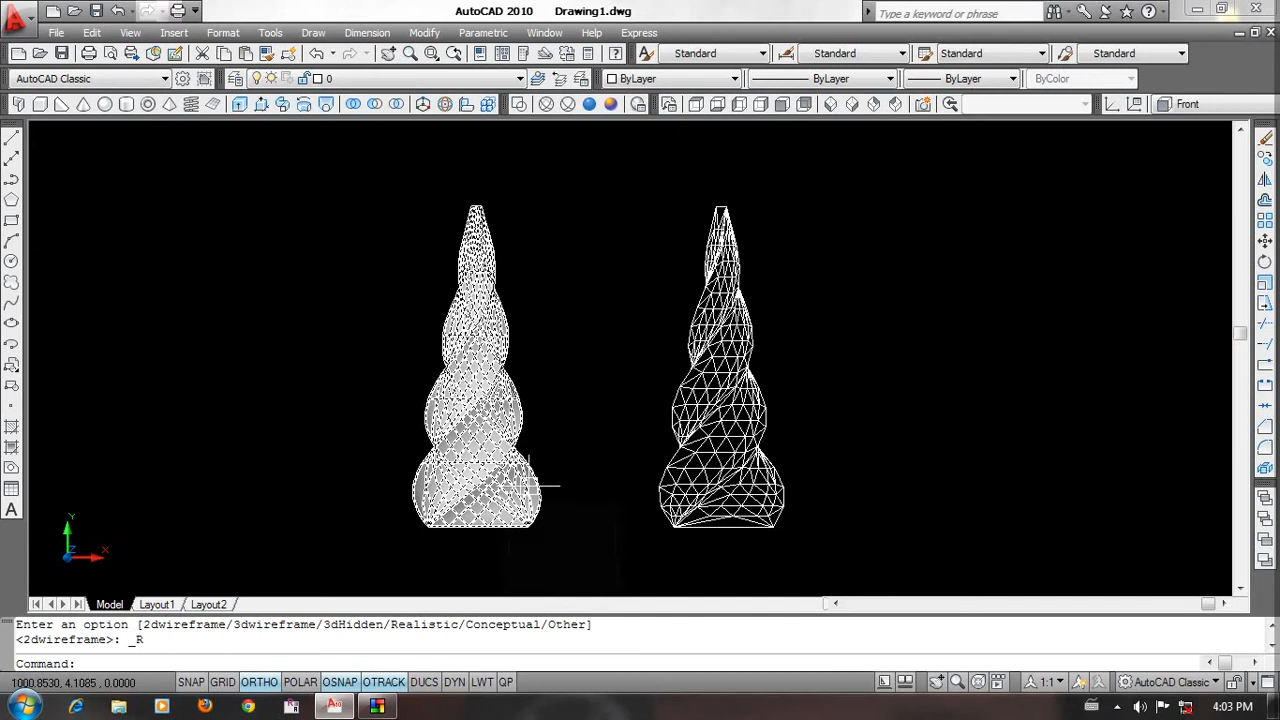 AutoCAD 2010 Drawing1.dwg
Type a keyword or phrase
File Edit View Insert Format Tools Draw Dimension Modify Parametric Window Help Express
Standard Standard Standard Standard
AutoCAD Classic 0 ByLayer ByLayer ByLayer ByColor
Front
Y
Z X
Model Layout1 Layout2
Enter an option [2dwireframe/3dwireframe/3dHidden/Realistic/Conceptual/Other]
<2dwireframe>: _R
Command:
1000.8530, 4.1085, 0.0000 SNAP GRID ORTHO POLAR OSNAP OTRACK DUCS DYN LWT QP 1:1 AutoCAD Classic
4:03 PM